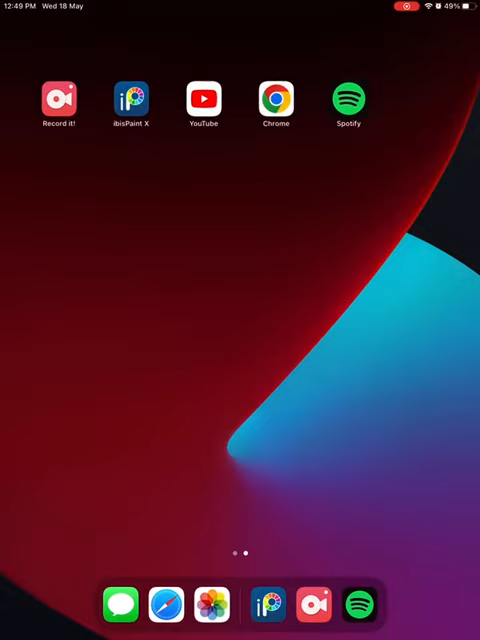 12:49 PM Wed 18 May
49%
Record it!
ibisPaint X
YouTube
Chrome
Spotify